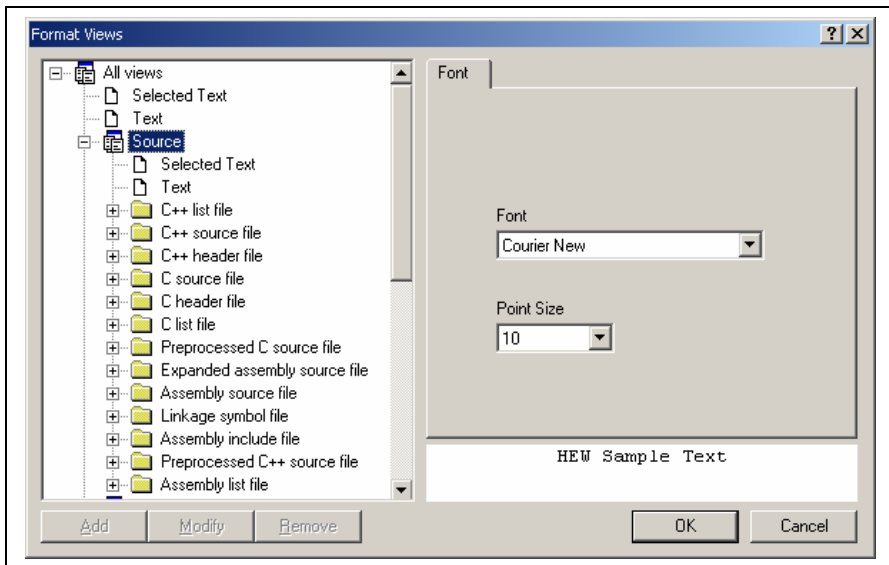 Format Views
All views
Selected Text
Text
Source
Selected Text
Text
C++ list file
C++ source file
C++ header file
C source file
C header file
C list file
Preprocessed C source file
Expanded assembly source file
Assembly source file
Linkage symbol file
Assembly include file
Preprocessed C++ source file
Assembly list file
Add
Modify
Remove
Font
Font
Courier New
Point Size
10
HEW Sample Text
OK
Cancel